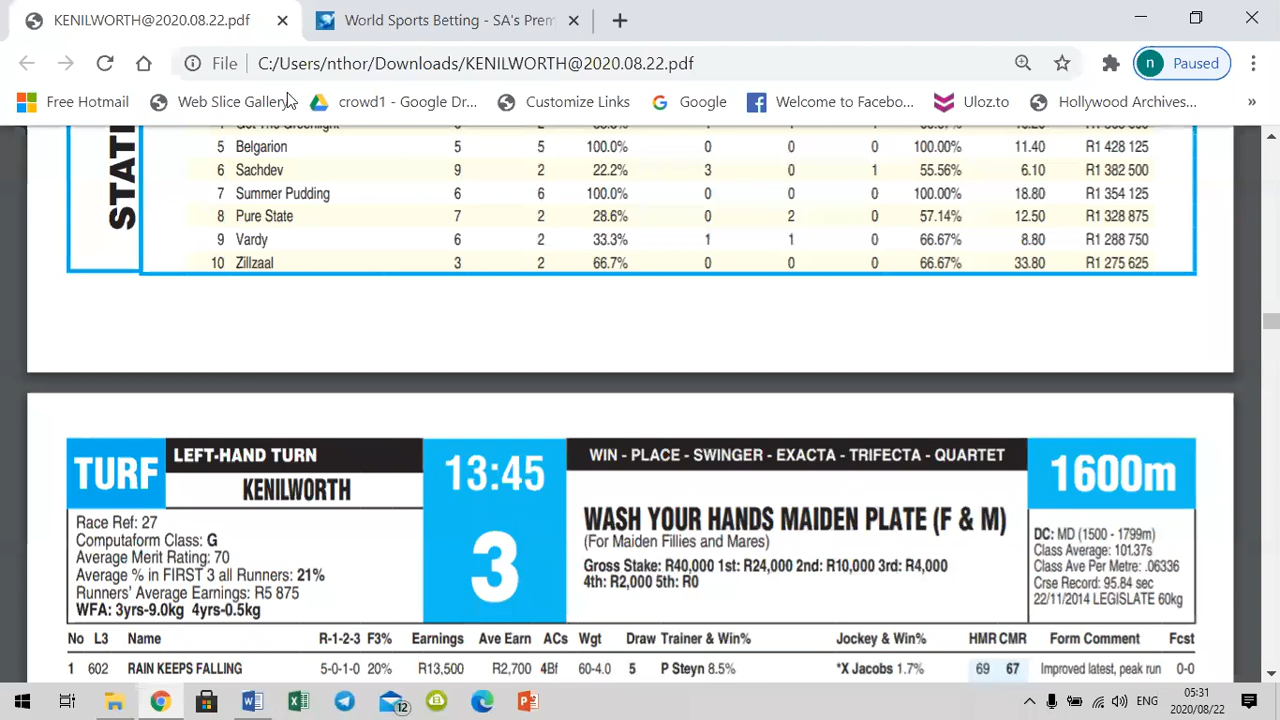 KENILWORTH@2020.08.22.pdf
World Sports Betting - SA's Prem
File C:/Users/nthor/Downloads/KENILWORTH@2020.08.22.pdf n Paused
Free Hotmail Web Slice Gallery crowd1 - Google Dr... Customize Links Google Welcome to Facebo... Uloz.to Hollywood Archives... »
STATI
5 Belgarion 5 5 100.0% 0 0 0 100.00% 11.40 R1 428 125
6 Sachdev 9 2 22.2% 3 0 1 55.56% 6.10 R1 382 500
7 Summer Pudding 6 6 100.0% 0 0 0 100.00% 18.80 R1 354 125
8 Pure State 7 2 28.6% 0 2 0 57.14% 12.50 R1 328 875
9 Vardy 6 2 33.3% 1 1 0 66.67% 8.80 R1 288 750
10 Zillzaal 3 2 66.7% 0 0 0 66.67% 33.80 R1 275 625
TURF
LEFT-HAND TURN
KENILWORTH
Race Ref: 27
Computaform Class: G
Average Merit Rating: 70
Average % in FIRST 3 all Runners: 21%
Runners' Average Earnings: R5 875
WFA: 3yrs-9.0kg 4yrs-0.5kg
13:45
3
WIN - PLACE - SWINGER - EXACTA - TRIFECTA - QUARTET
WASH YOUR HANDS MAIDEN PLATE (F & M)
(For Maiden Fillies and Mares)
Gross Stake: R40,000 1st: R24,000 2nd: R10,000 3rd: R4,000
4th: R2,000 5th: R0
1600m
DC: MD (1500 - 1799m)
Class Average: 101.37s
Class Ave Per Metre: .06336
Crse Record: 95.84 sec
22/11/2014 LEGISLATE 60kg
No L3 Name R-1-2-3 F3% Earnings Ave Earn ACs Wgt Draw Trainer & Win% Jockey & Win% HMR CMR Form Comment Fcst
1 602 RAIN KEEPS FALLING 5-0-1-0 20% R13,500 R2,700 4Bf 60-4.0 5 P Steyn 8.5% *X Jacobs 1.7% 69 67 Improved latest, peak run 0-0
12
ENG
05:31
2020/08/22